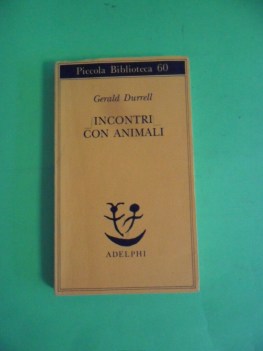 Piccola Biblioteca 60
Gerald Durrell
INCONTRI
CON ANIMALI
ADELPHI